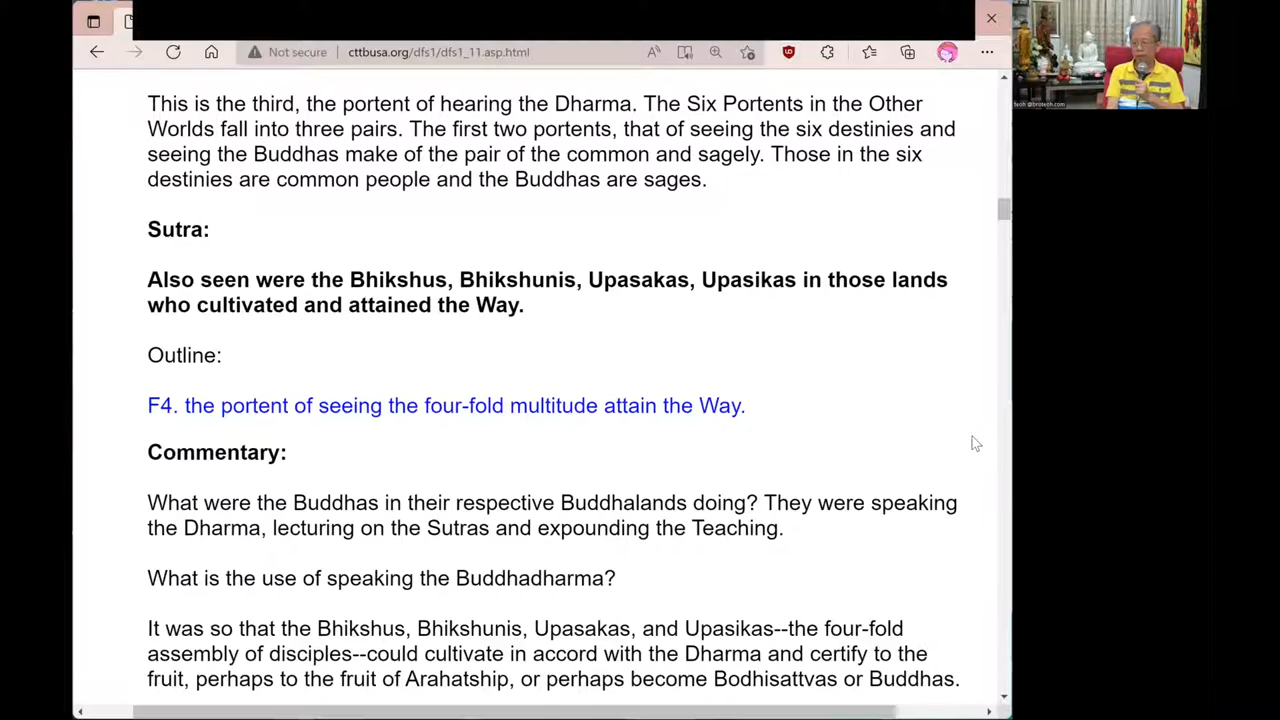 Not secure
cttbusa.org/dfs1/dfs1_11.asp.html
This is the third, the portent of hearing the Dharma. The Six Portents in the Other
Worlds fall into three pairs. The first two portents, that of seeing the six destinies and
seeing the Buddhas make of the pair of the common and sagely. Those in the six
destinies are common people and the Buddhas are sages.
Sutra:
Also seen were the Bhikshus, Bhikshunis, Upasakas, Upasikas in those lands
who cultivated and attained the Way.
Outline:
F4. the portent of seeing the four-fold multitude attain the Way.
Commentary:
What were the Buddhas in their respective Buddhalands doing? They were speaking
the Dharma, lecturing on the Sutras and expounding the Teaching.
What is the use of speaking the Buddhadharma?
It was so that the Bhikshus, Bhikshunis, Upasakas, and Upasikas--the four-fold
assembly of disciples--could cultivate in accord with the Dharma and certify to the
fruit, perhaps to the fruit of Arahatship, or perhaps become Bodhisattvas or Buddhas.